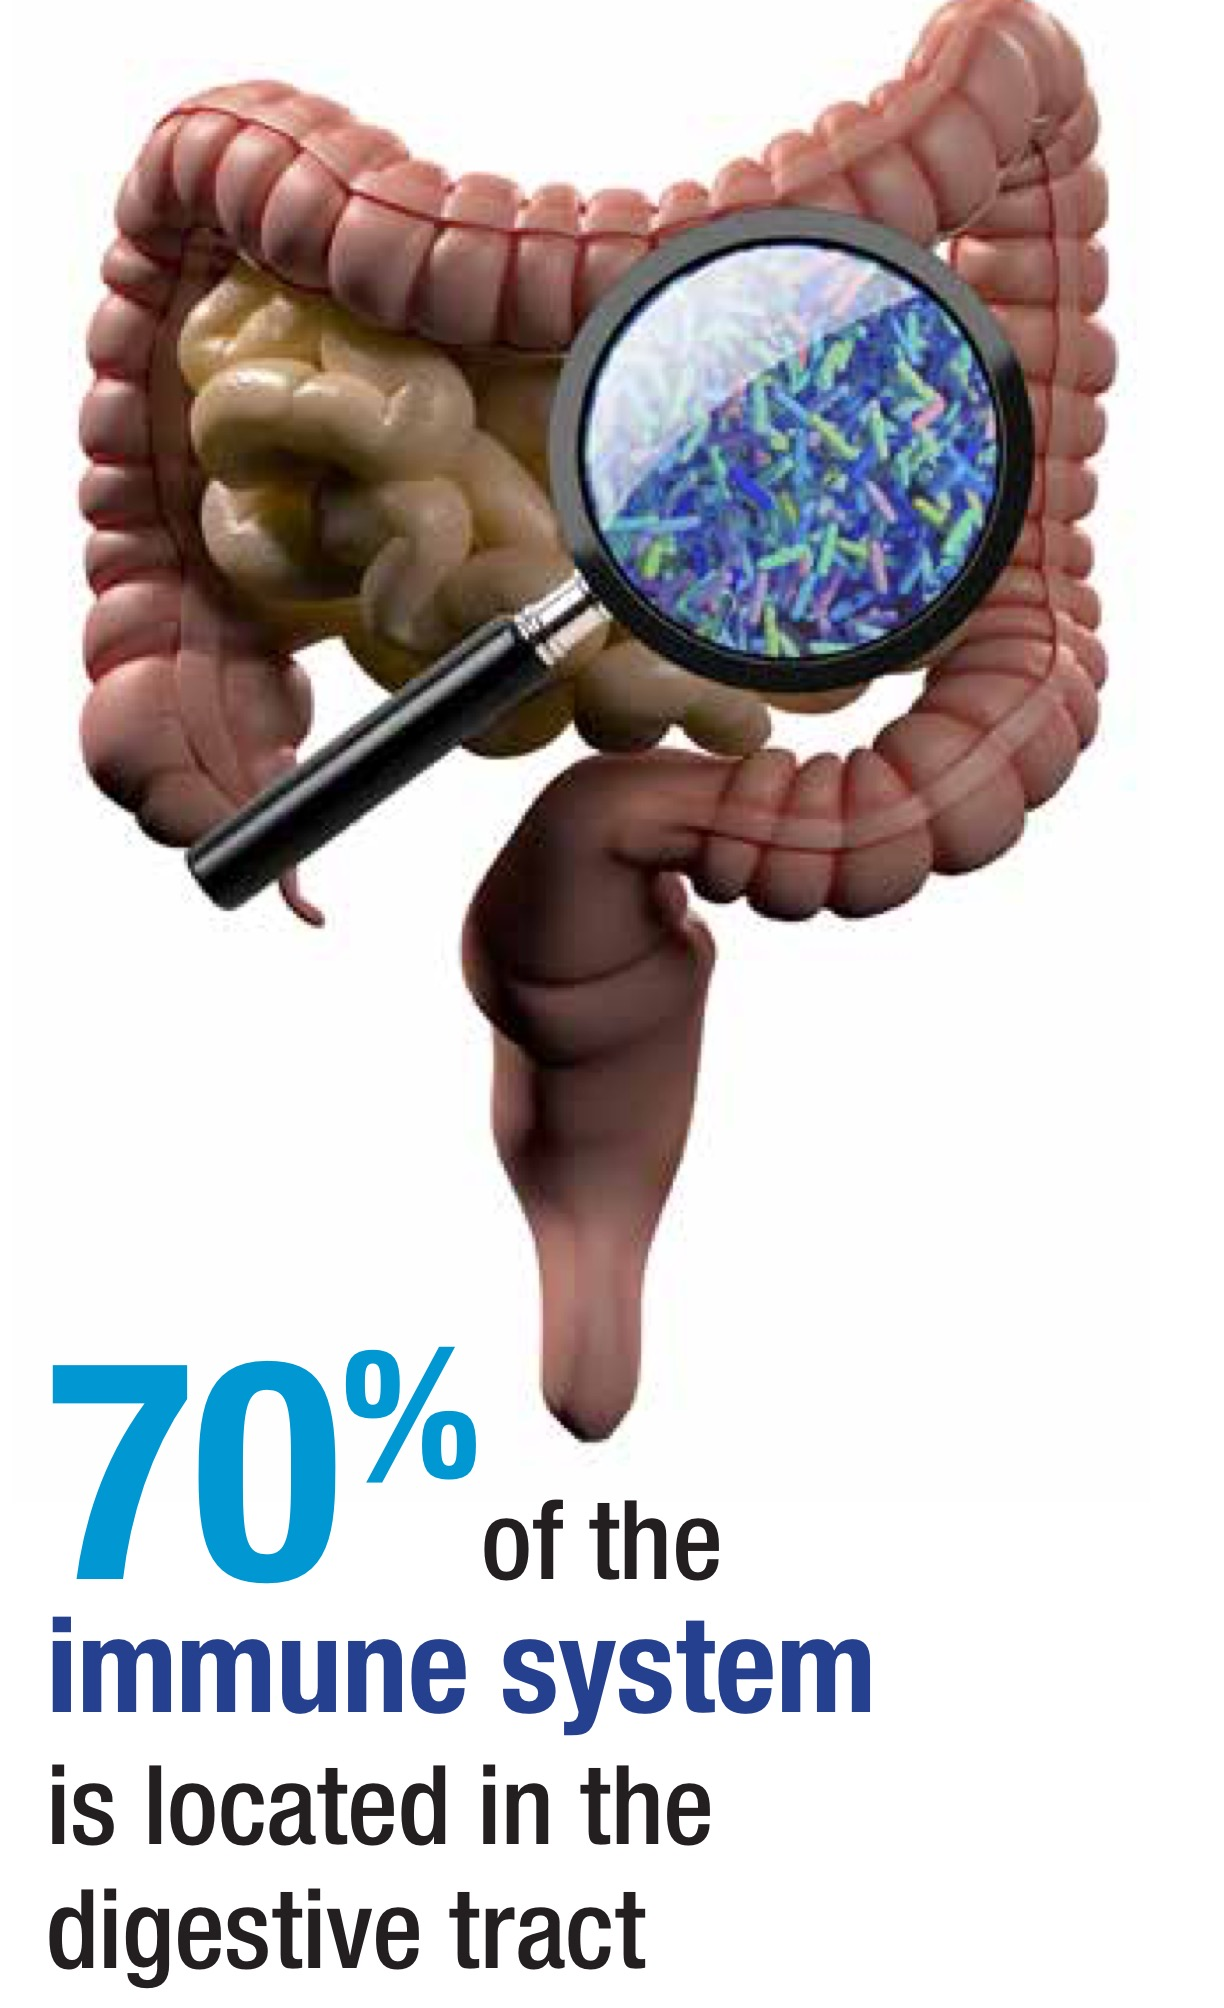 70% of the
immune system
is located in the
digestive tract